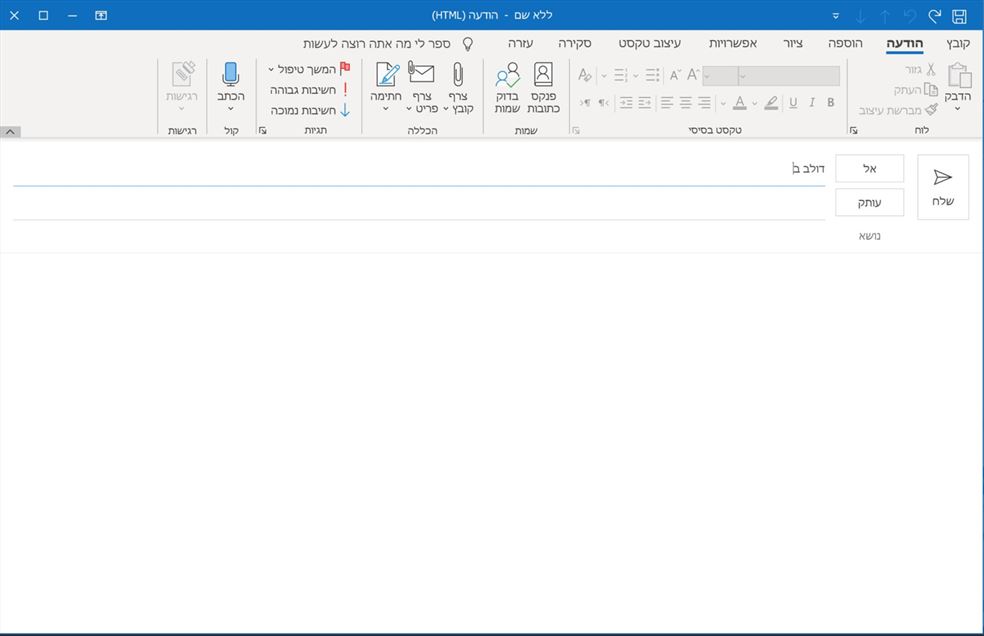 ללא שם - הודעה (HTML)
קובץ הודעה הוספה ציור אפשרויות עיצוב טקסט סקירה עזרה ספר לי מה אתה רוצה לעשות
הדבק
גזור
העתק
מברשת עיצוב
לוח
B I U A A A A
טקסט בסיסי
פנקס כתובות
בדוק שמות
שמות
צרף קובץ
צרף פריט
חתימה
הכללה
המשך טיפול
חשיבות גבוהה
חשיבות נמוכה
תגיות
הכתב
קול
רגישות
רגישות
שלח
אל דולב ב
עותק
נושא